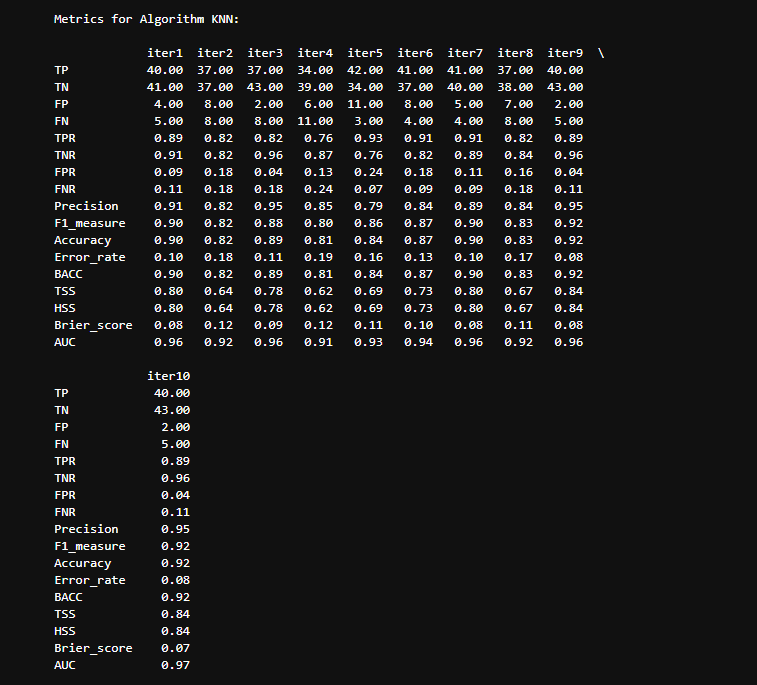 Metrics for Algorithm KNN:
iter1 iter2 iter3 iter4 iter5 iter6 iter7 iter8 iter9 \
TP 40.00 37.00 37.00 34.00 42.00 41.00 41.00 37.00 40.00
TN 41.00 37.00 43.00 39.00 34.00 37.00 40.00 38.00 43.00
FP 4.00 8.00 2.00 6.00 11.00 8.00 5.00 7.00 2.00
FN 5.00 8.00 8.00 11.00 3.00 4.00 4.00 8.00 5.00
TPR 0.89 0.82 0.82 0.76 0.93 0.91 0.91 0.82 0.89
TNR 0.91 0.82 0.96 0.87 0.76 0.82 0.89 0.84 0.96
FPR 0.09 0.18 0.04 0.13 0.24 0.18 0.11 0.16 0.04
FNR 0.11 0.18 0.18 0.24 0.07 0.09 0.09 0.18 0.11
Precision 0.91 0.82 0.95 0.85 0.79 0.84 0.89 0.84 0.95
F1_measure 0.90 0.82 0.88 0.80 0.86 0.87 0.90 0.83 0.92
Accuracy 0.90 0.82 0.89 0.81 0.84 0.87 0.90 0.83 0.92
Error_rate 0.10 0.18 0.11 0.19 0.16 0.13 0.10 0.17 0.08
BACC 0.90 0.82 0.89 0.81 0.84 0.87 0.90 0.83 0.92
TSS 0.80 0.64 0.78 0.62 0.69 0.73 0.80 0.67 0.84
HSS 0.80 0.64 0.78 0.62 0.69 0.73 0.80 0.67 0.84
Brier_score 0.08 0.12 0.09 0.12 0.11 0.10 0.08 0.11 0.08
AUC 0.96 0.92 0.96 0.91 0.93 0.94 0.96 0.92 0.96
iter10
TP 40.00
TN 43.00
FP 2.00
FN 5.00
TPR 0.89
TNR 0.96
FPR 0.04
FNR 0.11
Precision 0.95
F1_measure 0.92
Accuracy 0.92
Error_rate 0.08
BACC 0.92
TSS 0.84
HSS 0.84
Brier_score 0.07
AUC 0.97